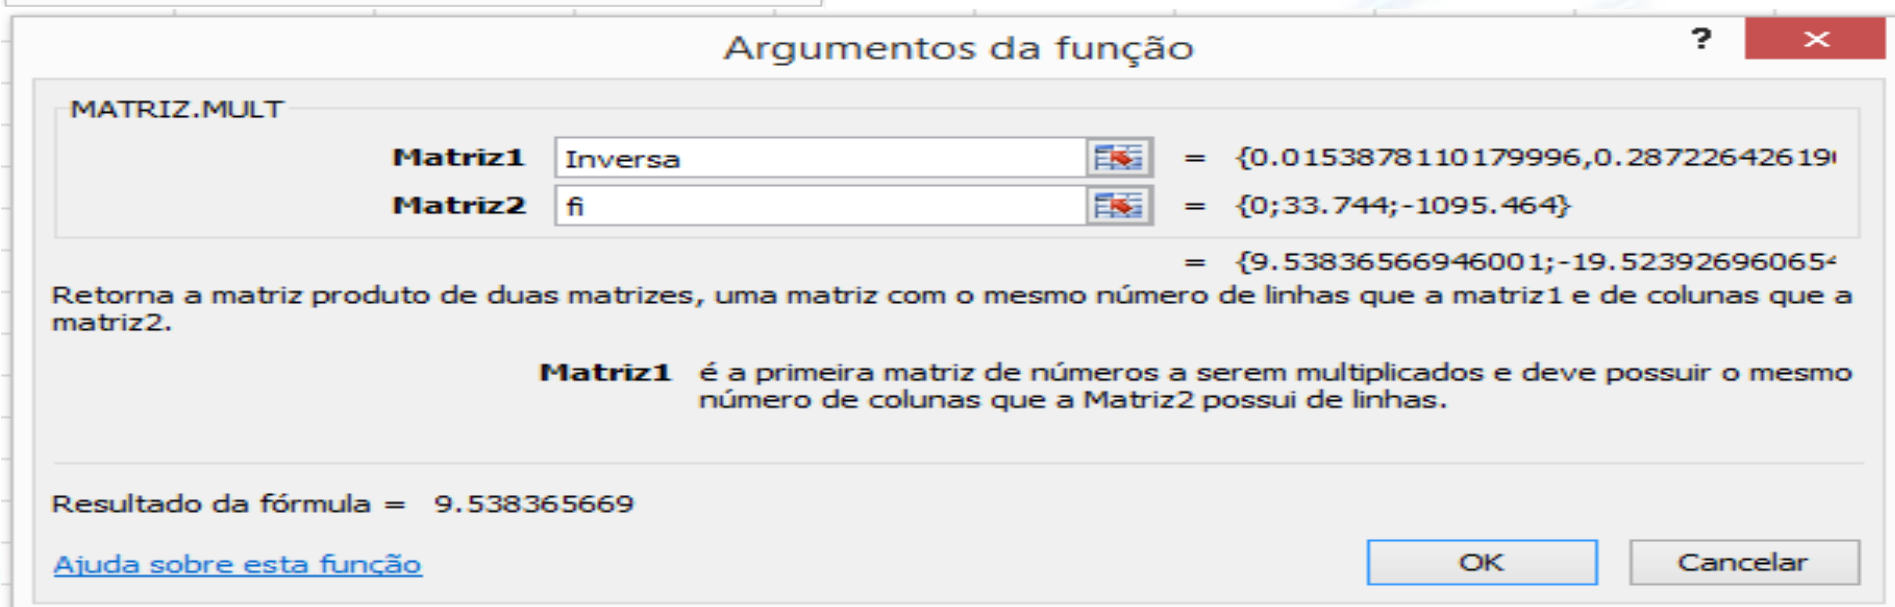 Argumentos da função
?
MATRIZ.MULT
Matriz1 Inversa = {0.0153878110179996,0.28722642619
Matriz2 fi = {0;33.744;-1095.464}
= {9.53836566946001;-19.523926960654
Retorna a matriz produto de duas matrizes, uma matriz com o mesmo número de linhas que a matriz1 e de colunas que a
matriz2.
Matriz1 é a primeira matriz de números a serem multiplicados e deve possuir o mesmo
número de colunas que a Matriz2 possui de linhas.
Resultado da fórmula = 9.538365669
Ajuda sobre esta função
OK Cancelar